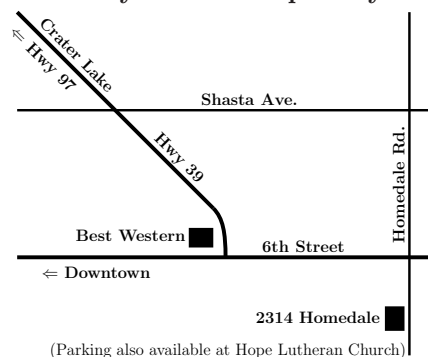 Crater Lake
⇐ Hwy 97
Shasta Ave.
Hwy 39
Homedale Rd.
Best Western
6th Street
⇐ Downtown
2314 Homedale
(Parking also available at Hope Lutheran Church)